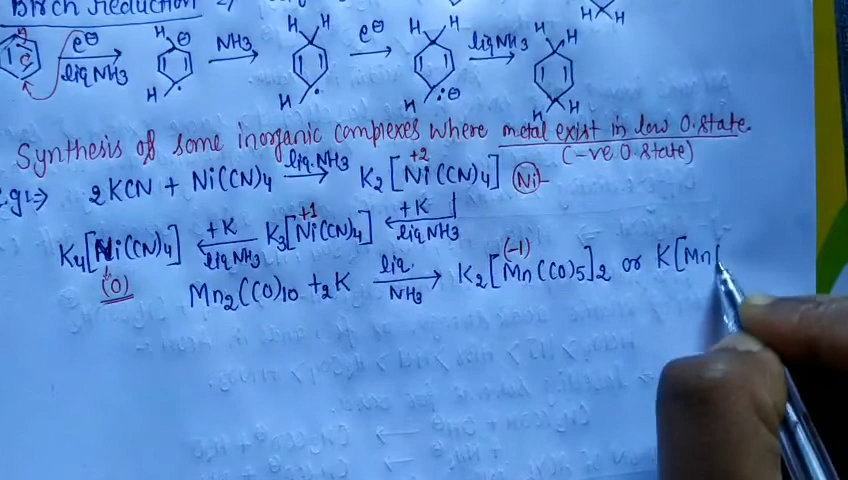 Birch Reduction
H H
H e⊖ liq NH3 ⊖ H NH3 H H H e⊖ H H H ⊖ liq NH3 H H H H
Synthesis of some inorganic complexes where metal exist in low O.state.
(-ve O.state)
e.g1:-> 2KCN + Ni(CN)4 liq.NH3 → K2[Ni(CN)4] +2 Ni
K4[Ni(CN)4] (0) ← +K liq NH3 K3[Ni(CN)4] +1 ← +K liq NH3
Mn2(CO)10 + 2K liq. NH3 → K2[Mn(CO)5]2 (-1) or K[Mn(